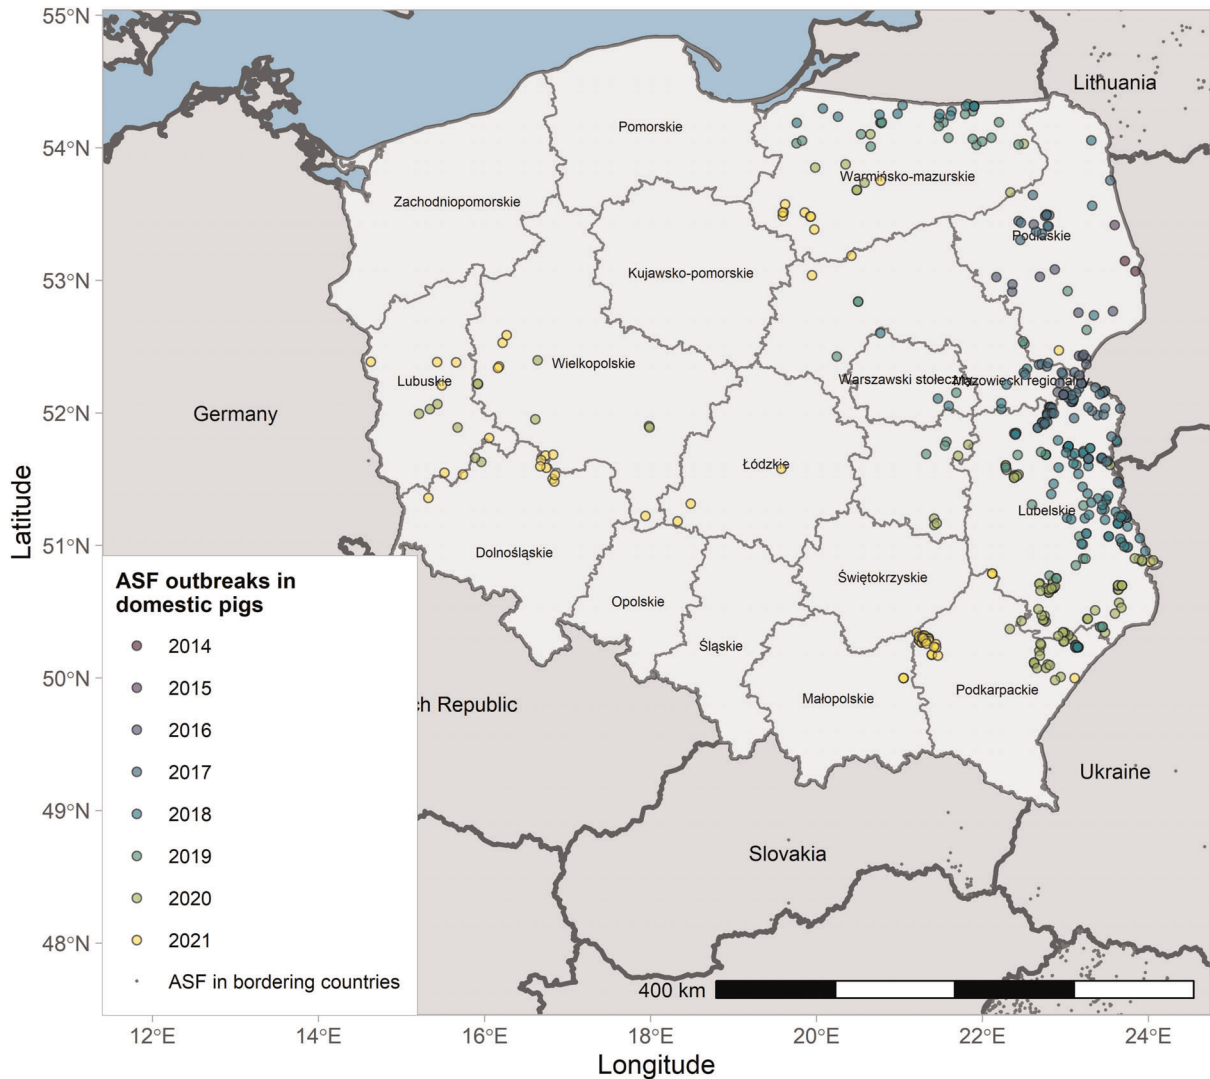 55°N
54°N
53°N
52°N
51°N
50°N
49°N
48°N
Latitude
Lithuania
Pomorskie
Warmińsko-mazurskie
Zachodniopomorskie
Podlaskie
Kujawsko-pomorskie
Wielkopolskie
Lubuskie
Warszawski stołeczny
Mazowiecki regionalny
Germany
Łódzkie
Lubelskie
Dolnośląskie
Świętokrzyskie
Opolskie
Śląskie
Małopolskie
Podkarpackie
ch Republic
Ukraine
Slovakia
ASF outbreaks in
domestic pigs
2014
2015
2016
2017
2018
2019
2020
2021
ASF in bordering countries
400 km
12°E
14°E
16°E
18°E
20°E
22°E
24°E
Longitude